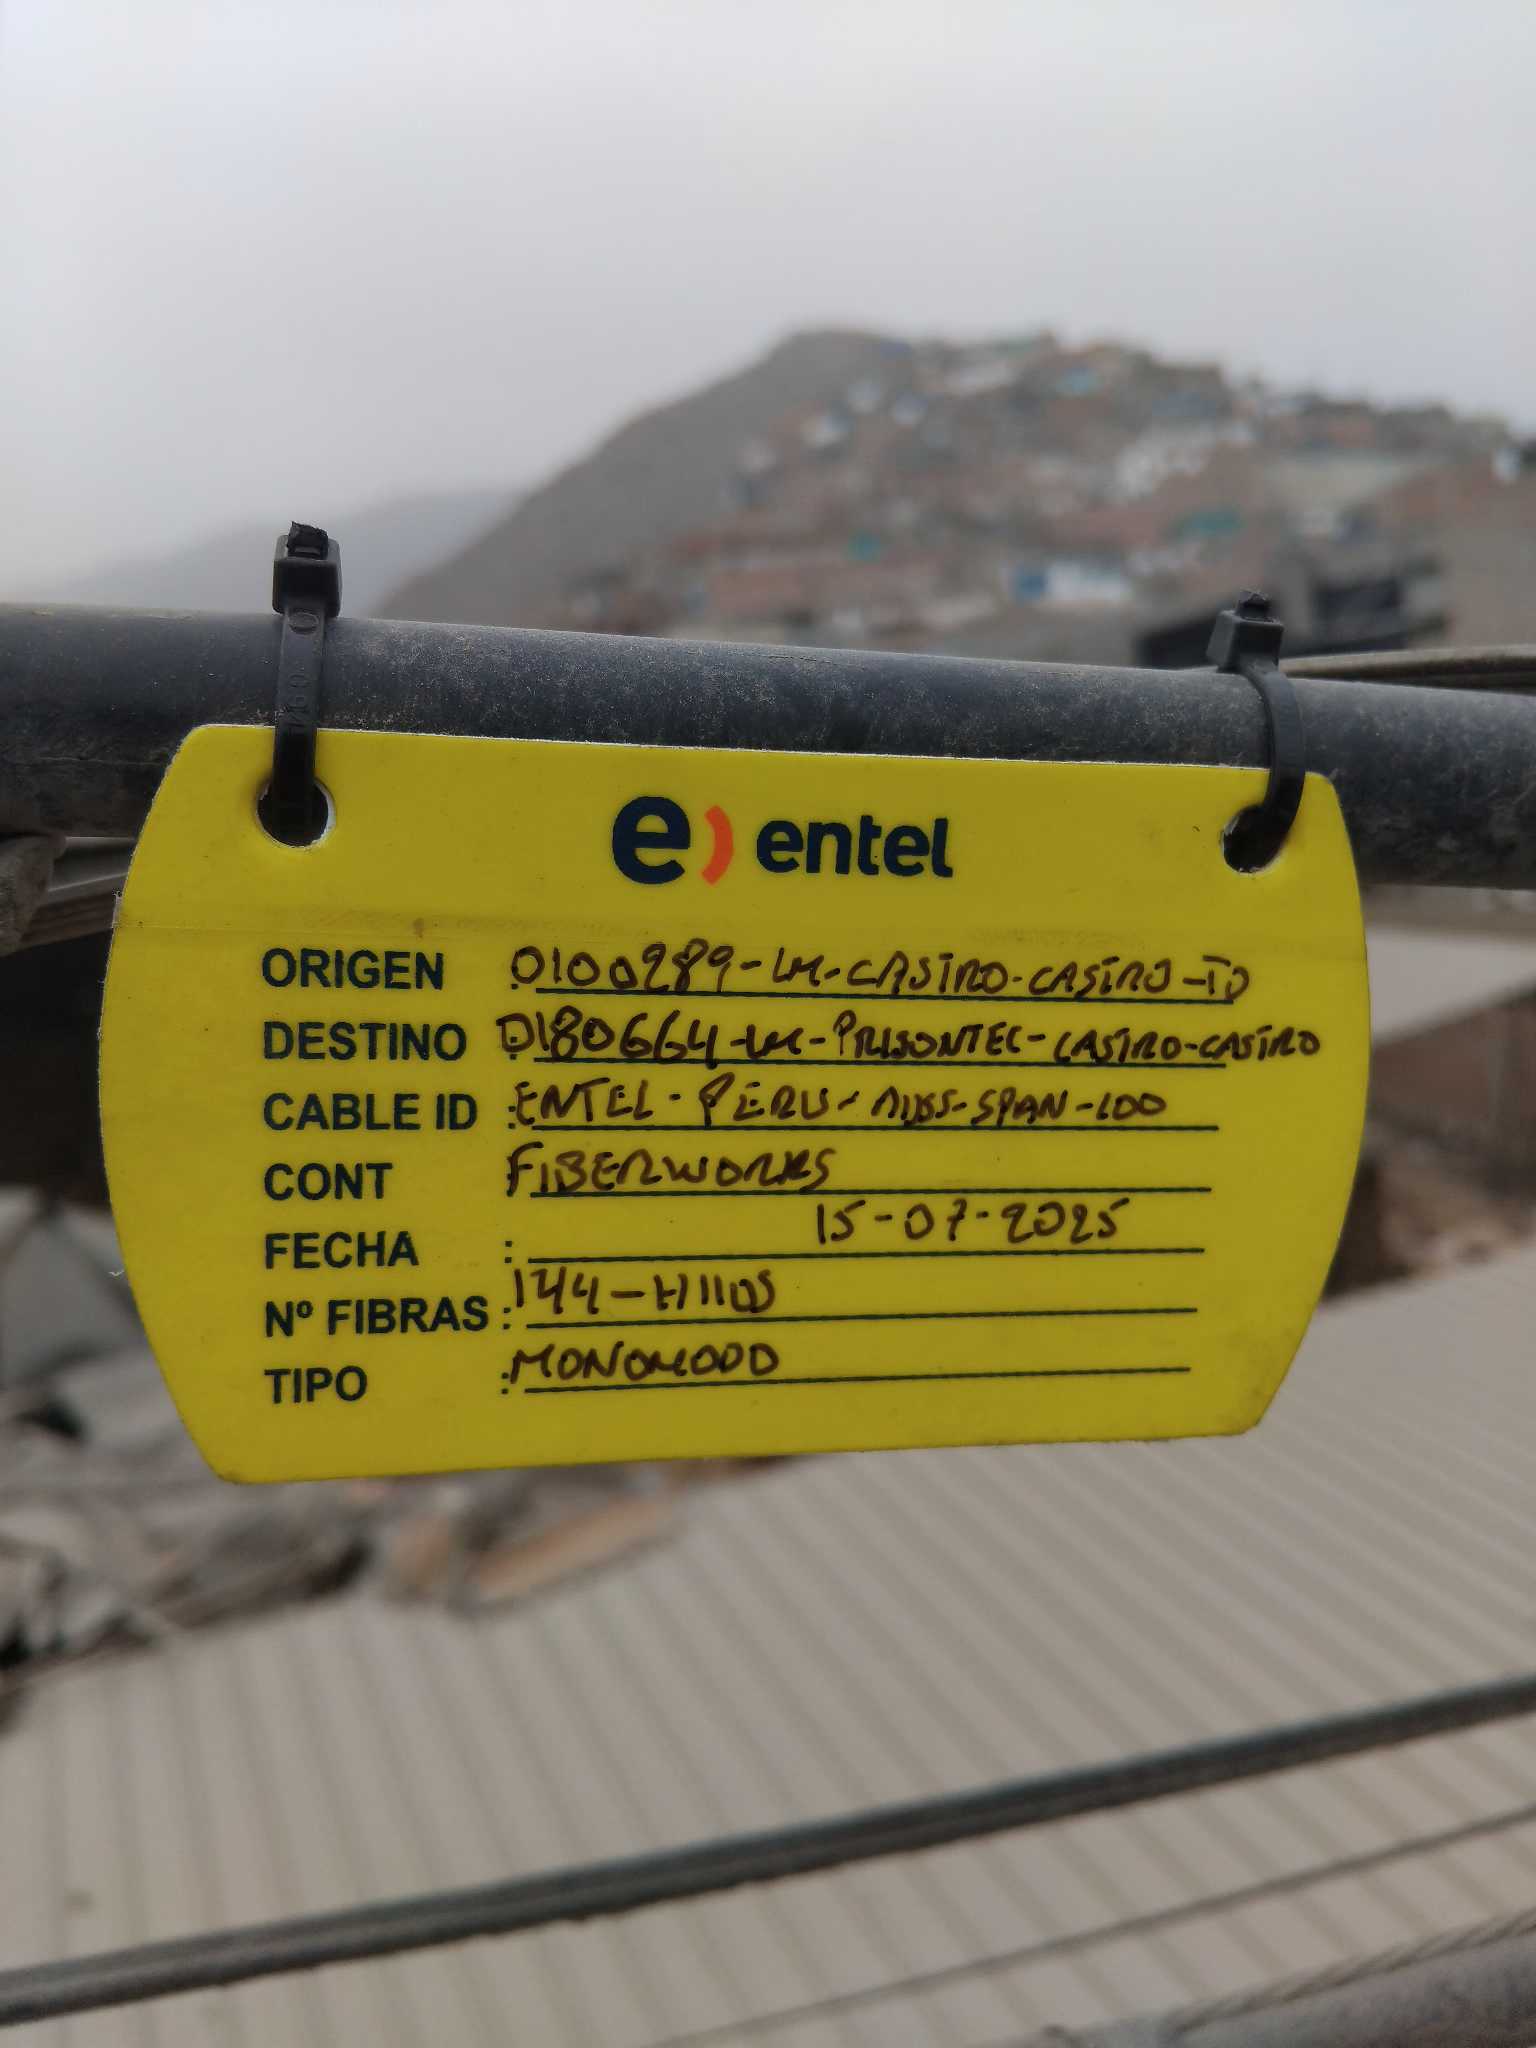 e) entel
ORIGEN : 0100289-LM-CASTRO-CASTRO-TD
DESTINO : 0180664-LM-PRISONTEC-CASTRO-CASTRO
CABLE ID : ENTEL-PERU-ADSS-SPAN-100
CONT : FIBERWORKS
FECHA : 15-07-2025
Nº FIBRAS : 144-HILOS
TIPO : MONOMODO